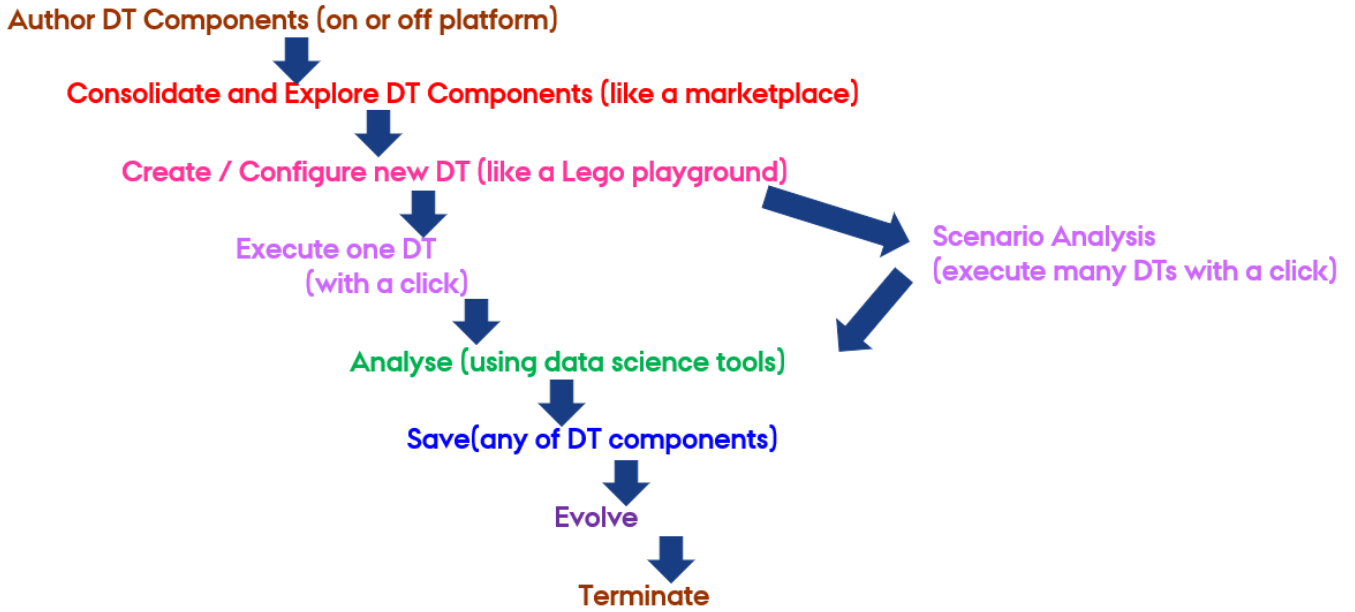 Author DT Components (on or off platform)
Consolidate and Explore DT Components (like a marketplace)
Create / Configure new DT (like a Lego playground)
Execute one DT
(with a click)
Scenario Analysis
(execute many DTs with a click)
Analyse (using data science tools)
Save(any of DT components)
Evolve
Terminate